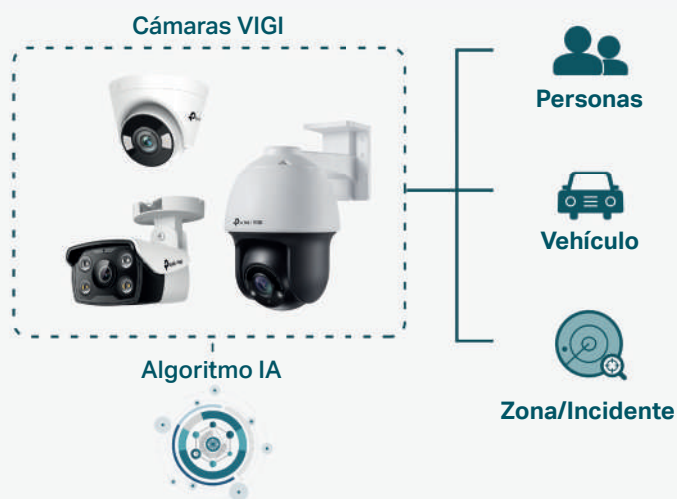 Cámaras VIGI
Personas
Vehículo
Algoritmo IA
Zona/Incidente